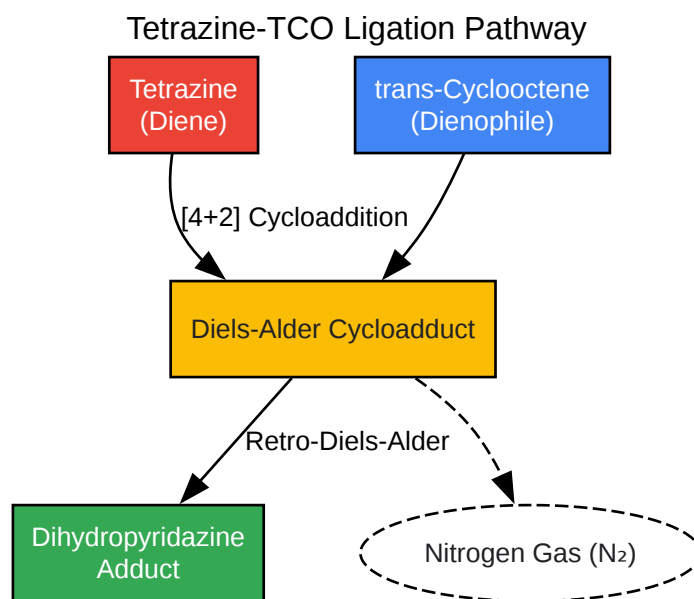 Tetrazine-TCO Ligation Pathway
Tetrazine
(Diene)
trans-Cyclooctene
(Dienophile)
[4+2] Cycloaddition
Diels-Alder Cycloadduct
Retro-Diels-Alder
Dihydropyridazine
Adduct
Nitrogen Gas (N₂)